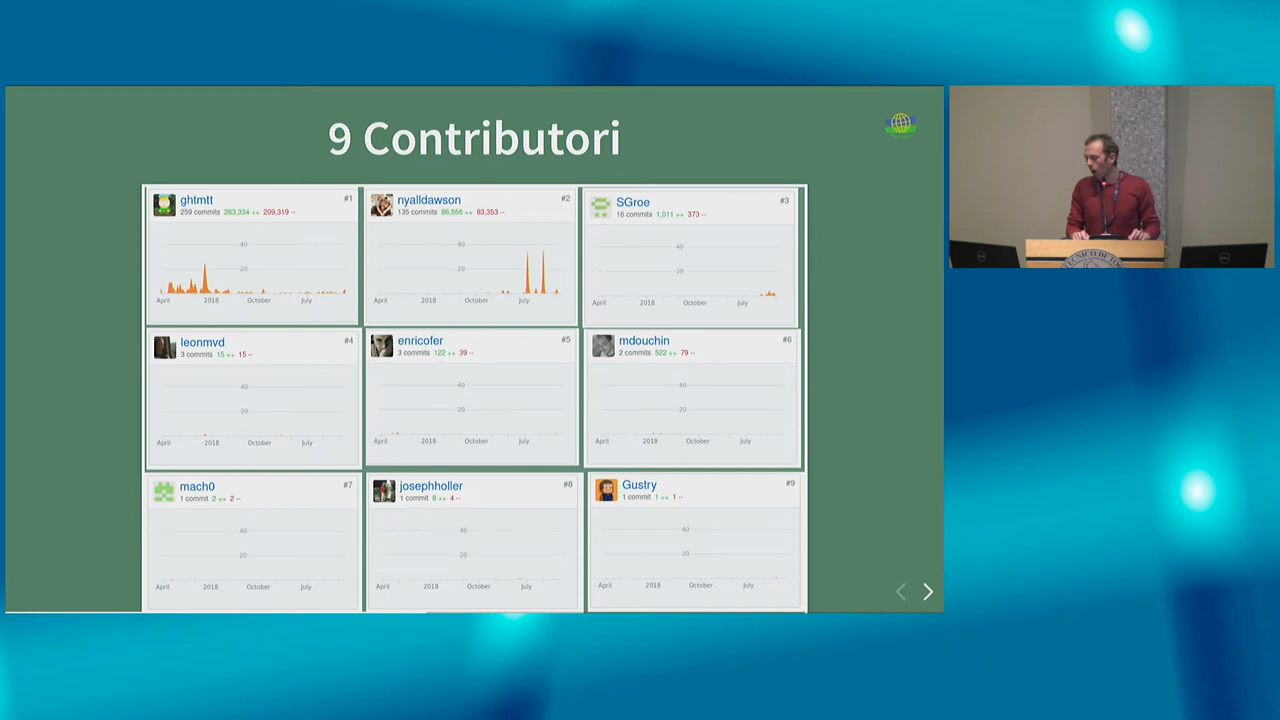 9 Contributori
ghtmtt #1
259 commits 263,334 ++ 209,319 --
40
20
April 2018 October July
nyalldawson #2
135 commits 86,556 ++ 83,353 --
40
20
April 2018 October July
SGroe #3
16 commits 1,011 ++ 373 --
40
20
April 2018 October July
leonmvd #4
3 commits 15 ++ 15 --
40
20
April 2018 October July
enricofer #5
3 commits 122 ++ 39 --
40
20
April 2018 October July
mdouchin #6
2 commits 522 ++ 79 --
40
20
April 2018 October July
mach0 #7
1 commit 2 ++ 2 --
40
20
April 2018 October July
josephholler #8
1 commit 8 ++ 4 --
40
20
April 2018 October July
Gustry #9
1 commit 1 ++ 1 --
40
20
April 2018 October July